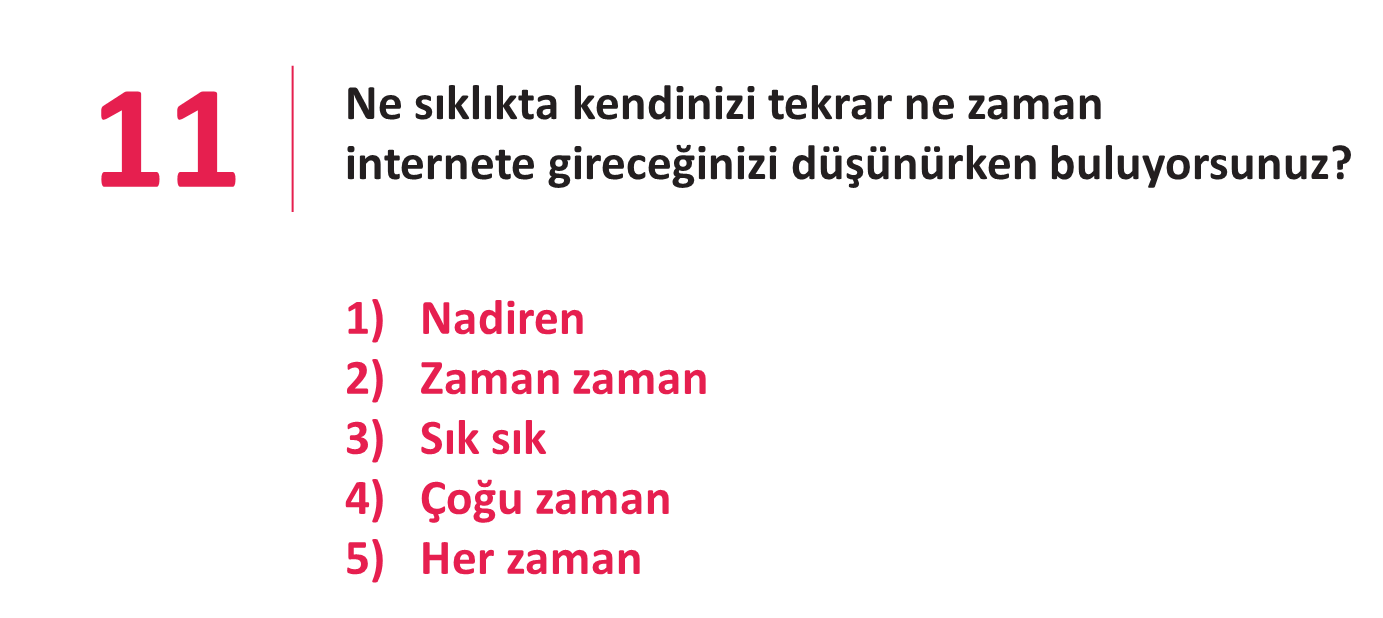 11
Ne sıklıkta kendinizi tekrar ne zaman
internete gireceğinizi düşünürken buluyorsunuz?
1) Nadiren
2) Zaman zaman
3) Sık sık
4) Çoğu zaman
5) Her zaman